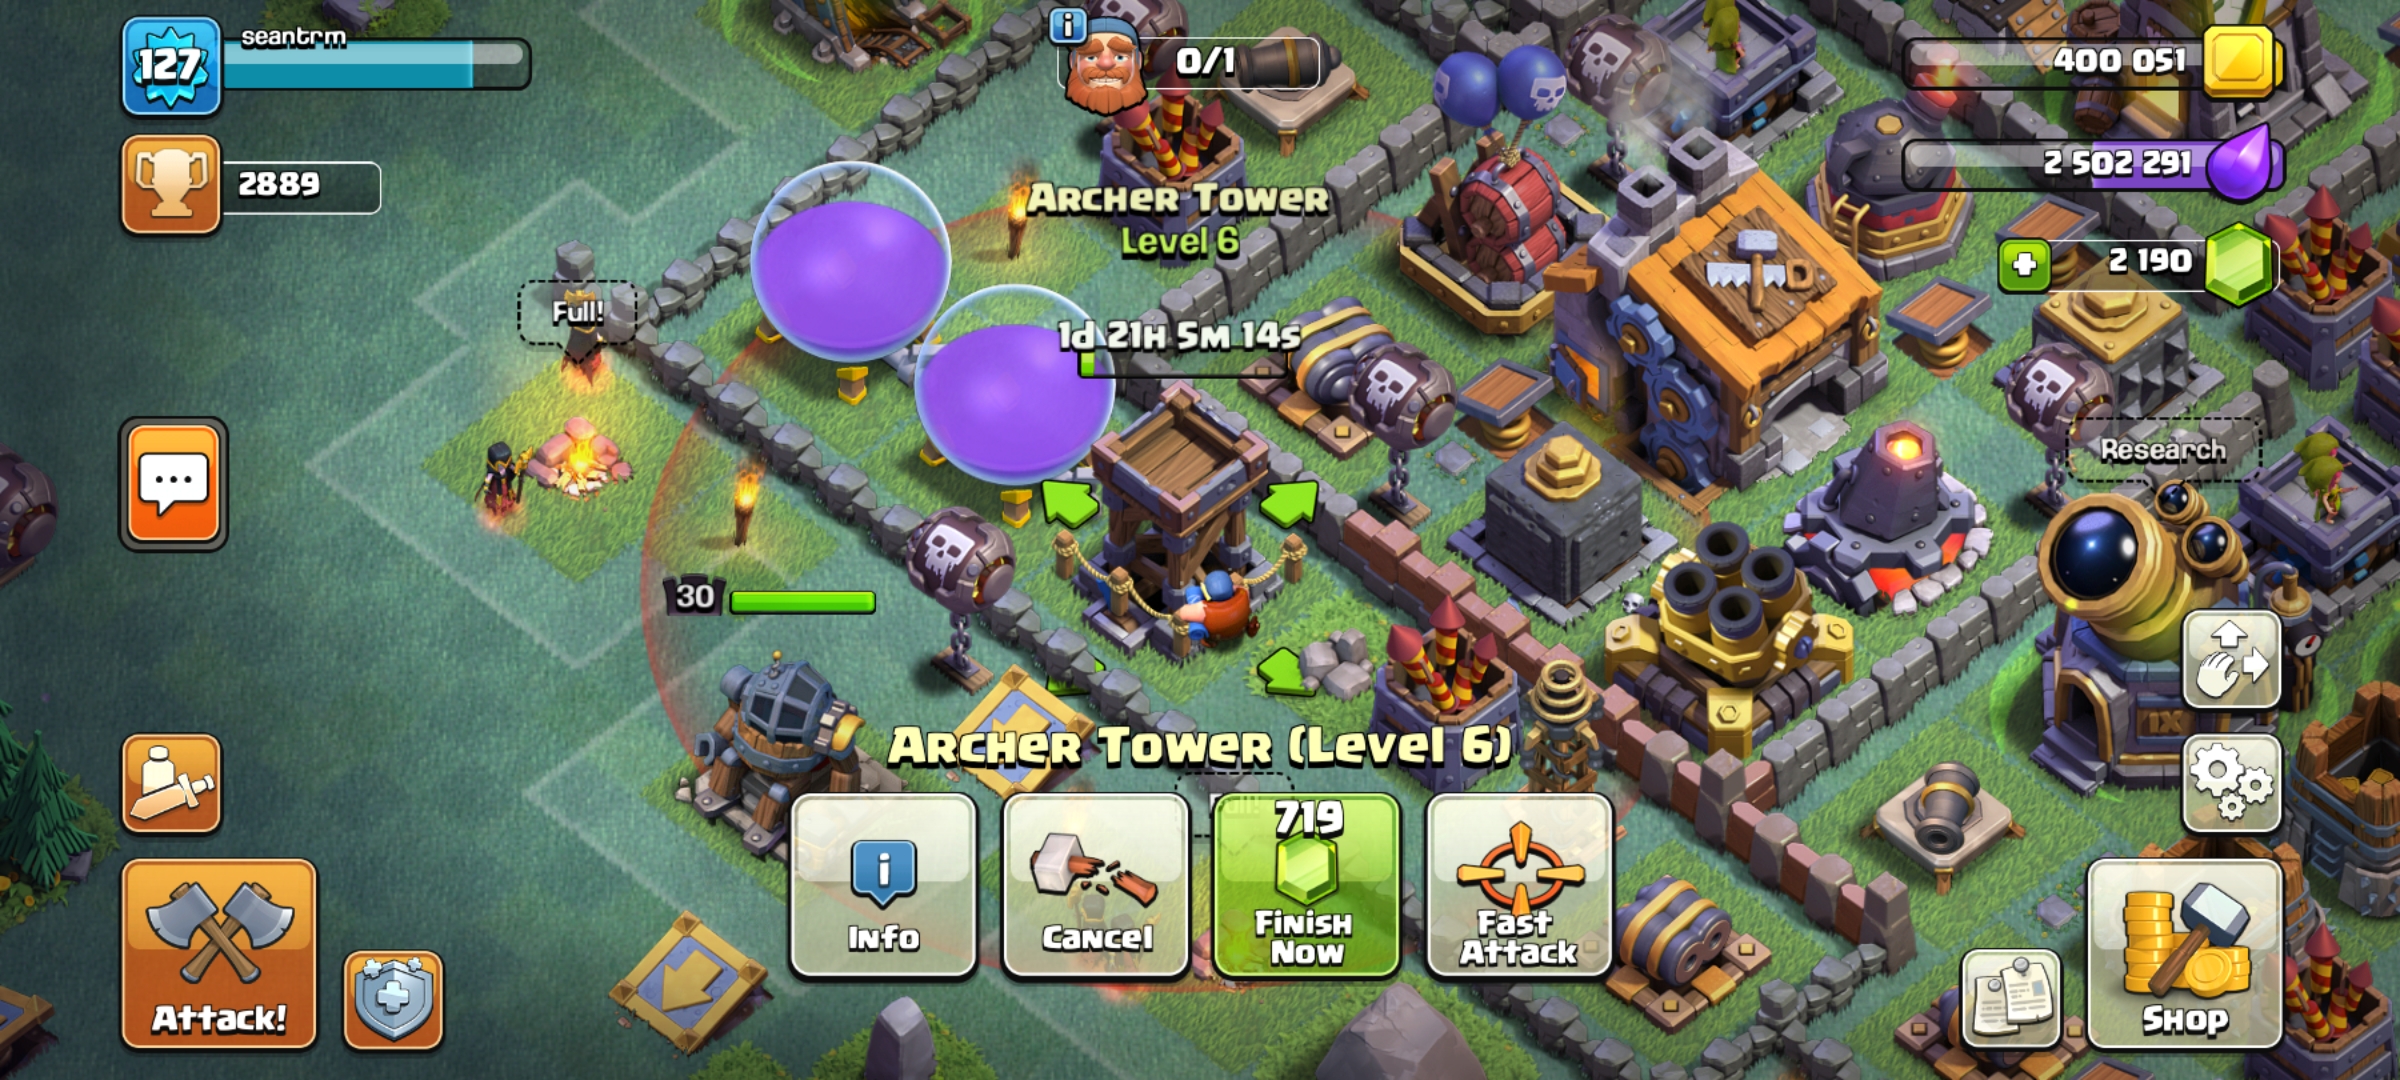 127
seantrm
0/1
400 051
2889
2 502 291
Archer Tower
Level 6
2 190
Full!
1d 21h 5m 14s
Research
30
Archer Tower (Level 6)
Info
Cancel
719
Finish
Now
Fast
Attack
Attack!
Shop